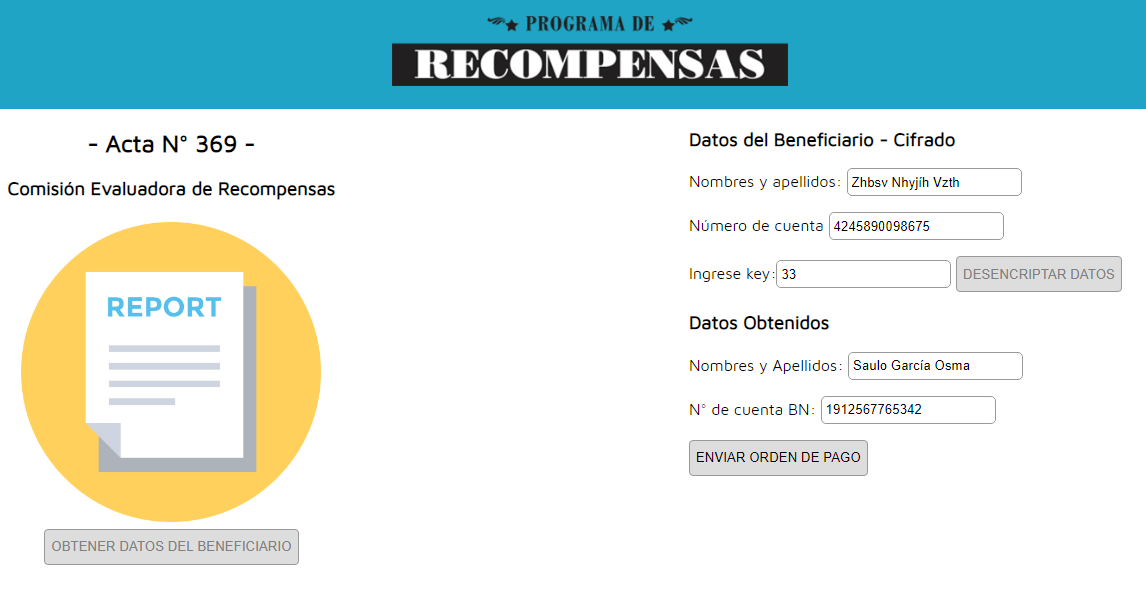 PROGRAMA DE
RECOMPENSAS
- Acta N° 369 -
Comisión Evaluadora de Recompensas
REPORT
OBTENER DATOS DEL BENEFICIARIO
Datos del Beneficiario - Cifrado
Nombres y apellidos: Zhbsv Nhyjíh Vzth
Número de cuenta 4245890098675
Ingrese key: 33 DESENCRIPTAR DATOS
Datos Obtenidos
Nombres y Apellidos: Saulo García Osma
N° de cuenta BN: 1912567765342
ENVIAR ORDEN DE PAGO